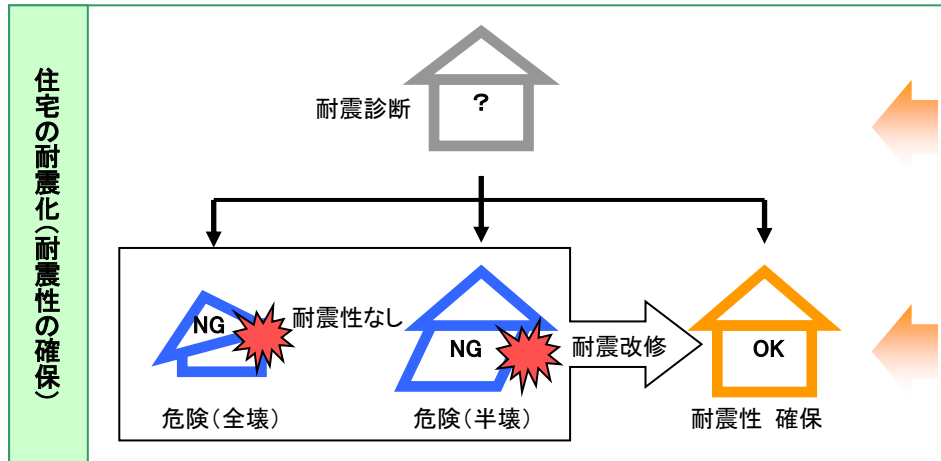 住宅の耐震化(耐震性の確保)
?
耐震診断
NG
耐震性なし
NG
耐震改修
OK
危険(全壊)
危険(半壊)
耐震性 確保